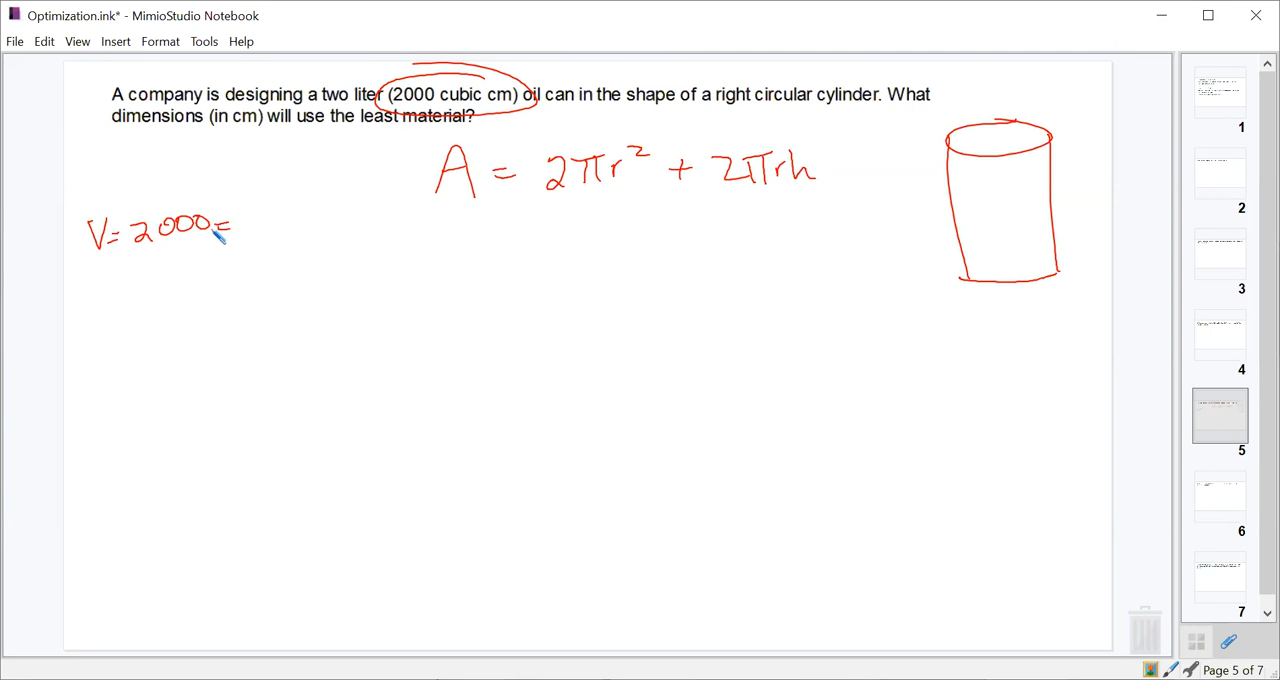 Optimization.ink* - MimioStudio Notebook
File Edit View Insert Format Tools Help
A company is designing a two liter (2000 cubic cm) oil can in the shape of a right circular cylinder. What
dimensions (in cm) will use the least material?
A = 2πr² + 2πrh
V = 2000 =
1
2
3
4
5
6
7
Page 5 of 7